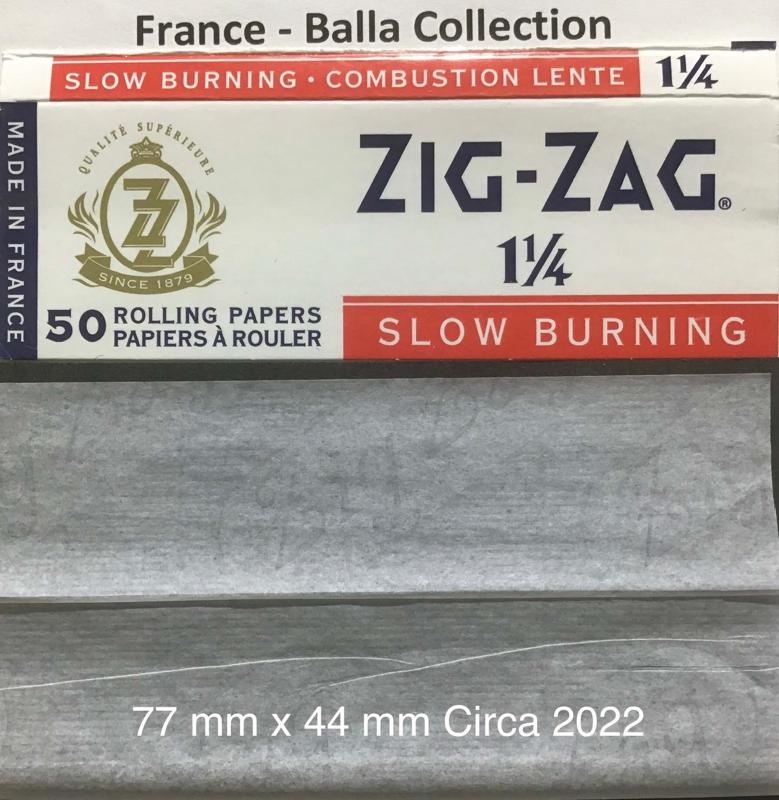 France - Balla Collection
SLOW BURNING • COMBUSTION LENTE 1¼
MADE IN FRANCE
QUALITÉ SUPÉRIEURE
ZZ
SINCE 1879
ZIG-ZAG®
1¼
50 ROLLING PAPERS
PAPIERS À ROULER
SLOW BURNING
77 mm x 44 mm Circa 2022